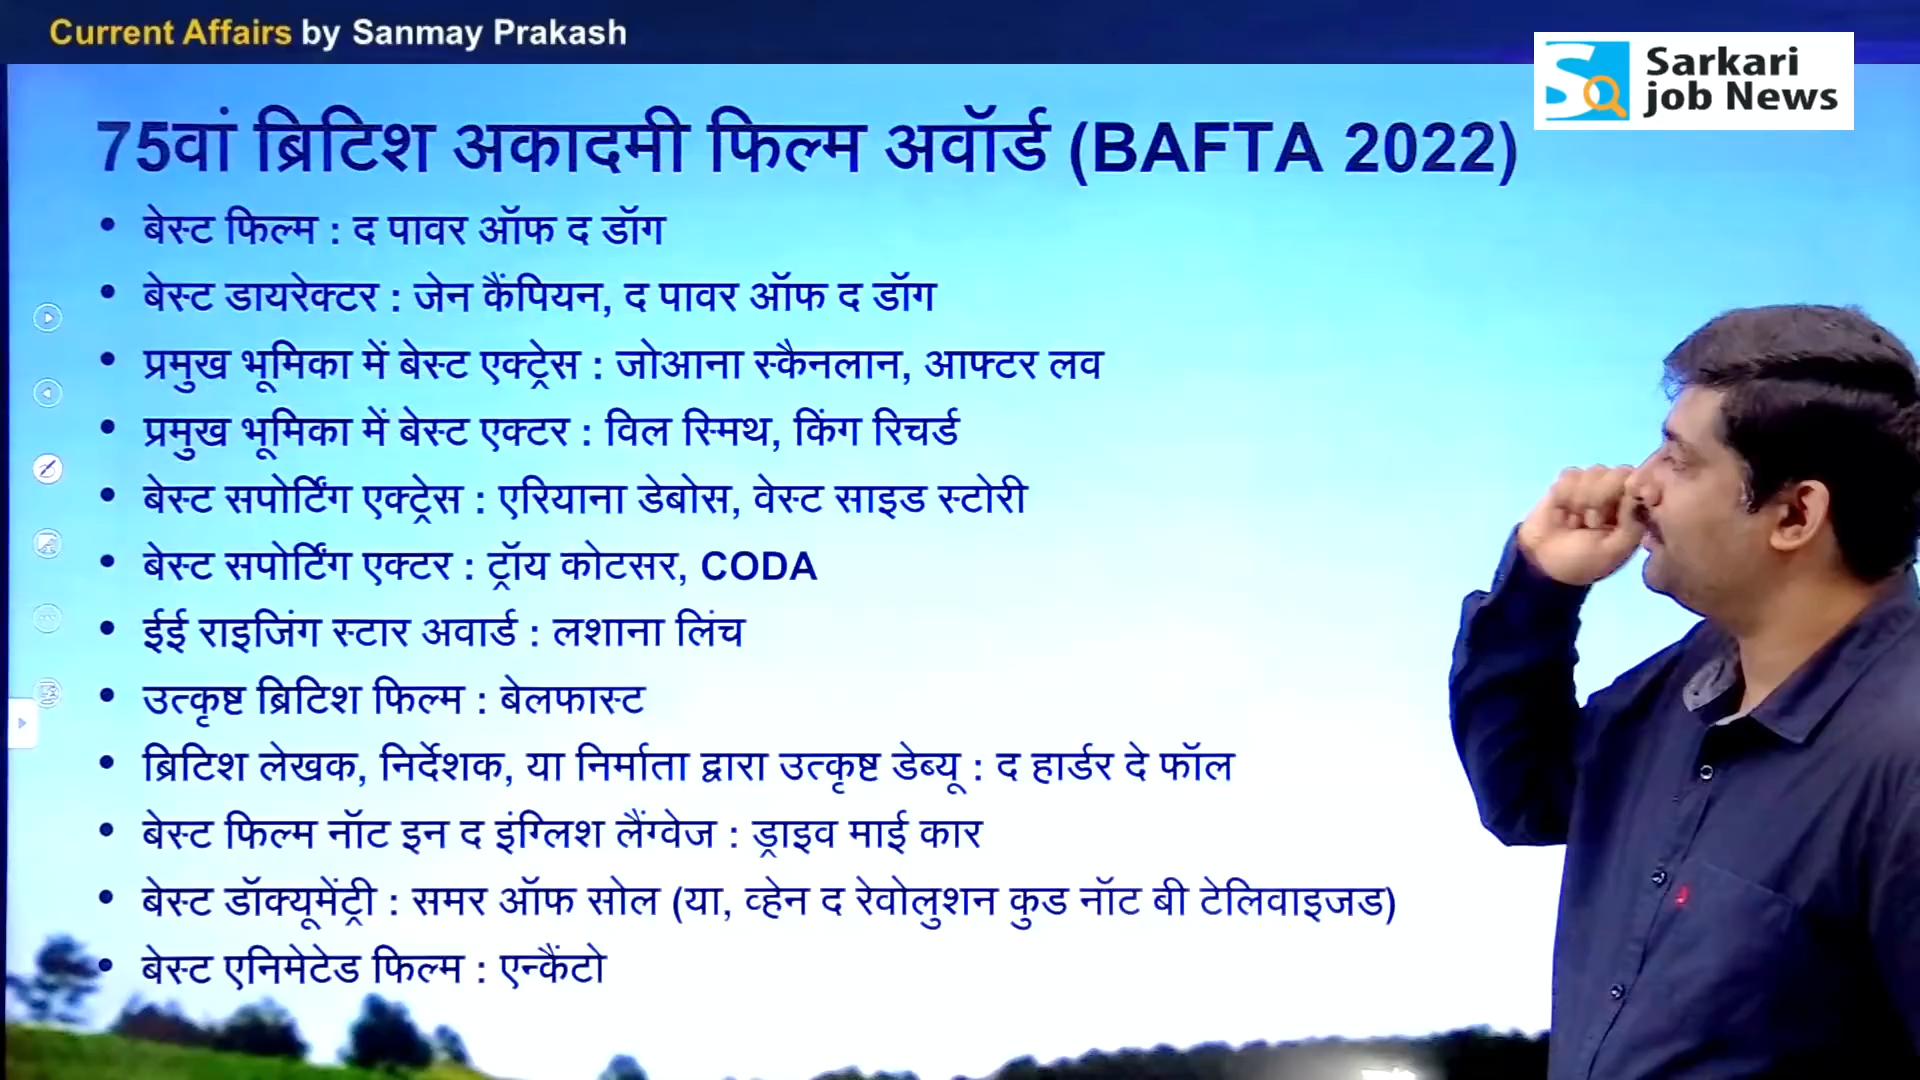 Current Affairs by Sanmay Prakash
Sarkari
job News
75वां ब्रिटिश अकादमी फिल्म अवॉर्ड (BAFTA 2022)
• बेस्ट फिल्म : द पावर ऑफ द डॉग
• बेस्ट डायरेक्टर : जेन कैंपियन, द पावर ऑफ द डॉग
• प्रमुख भूमिका में बेस्ट एक्ट्रेस : जोआना स्कैनलान, आफ्टर लव
• प्रमुख भूमिका में बेस्ट एक्टर : विल स्मिथ, किंग रिचर्ड
• बेस्ट सपोर्टिंग एक्ट्रेस : एरियाना डेबोस, वेस्ट साइड स्टोरी
• बेस्ट सपोर्टिंग एक्टर : ट्रॉय कोटसर, CODA
• ईई राइजिंग स्टार अवार्ड : लशाना लिंच
• उत्कृष्ट ब्रिटिश फिल्म : बेलफास्ट
• ब्रिटिश लेखक, निर्देशक, या निर्माता द्वारा उत्कृष्ट डेब्यू : द हार्डर दे फॉल
• बेस्ट फिल्म नॉट इन द इंग्लिश लैंग्वेज : ड्राइव माई कार
• बेस्ट डॉक्यूमेंट्री : समर ऑफ सोल (या, व्हेन द रेवोलुशन कुड नॉट बी टेलिवाइजड)
• बेस्ट एनिमेटेड फिल्म : एन्कैंटो